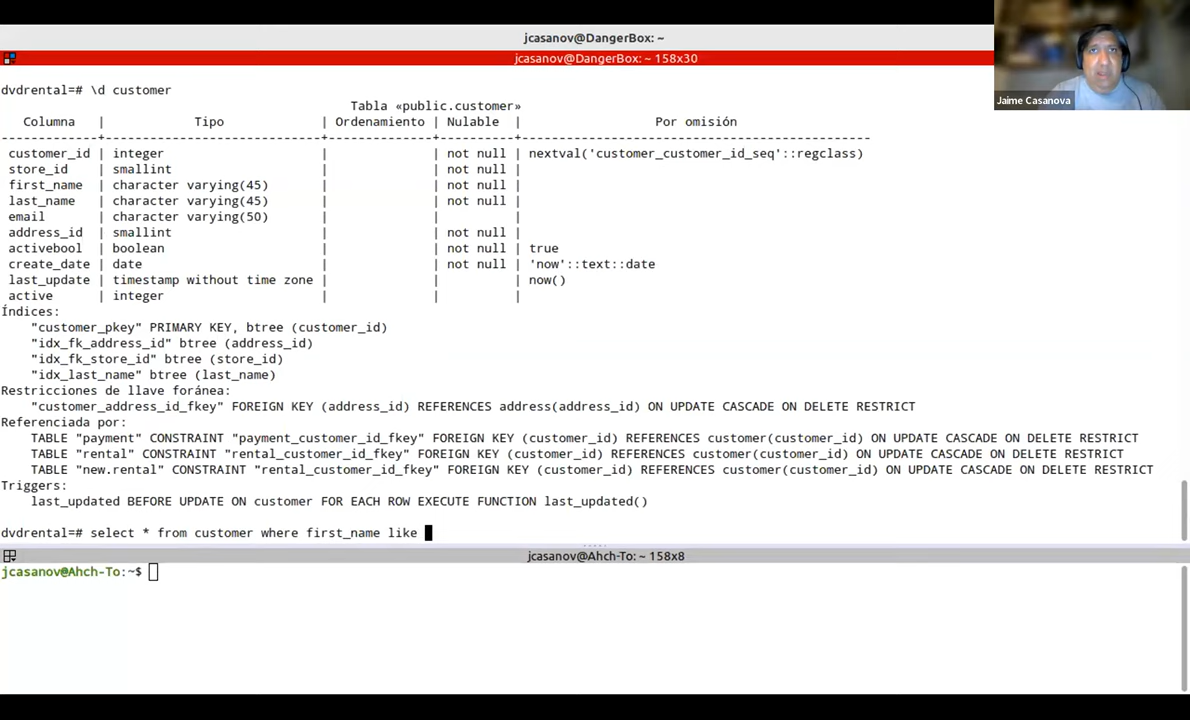 jcasanov@DangerBox: ~
jcasanov@DangerBox: ~ 158x30
Jaime Casanova
dvdrental=# \d customer
Tabla «public.customer»
Columna | Tipo | Ordenamiento | Nulable | Por omisión
-------------+-----------------------------+--------------+----------+-----------------------------------------------
customer_id | integer | | not null | nextval('customer_customer_id_seq'::regclass)
store_id | smallint | | not null |
first_name | character varying(45) | | not null |
last_name | character varying(45) | | not null |
email | character varying(50) | | |
address_id | smallint | | not null |
activebool | boolean | | not null | true
create_date | date | | not null | 'now'::text::date
last_update | timestamp without time zone | | | now()
active | integer | | |
Índices:
"customer_pkey" PRIMARY KEY, btree (customer_id)
"idx_fk_address_id" btree (address_id)
"idx_fk_store_id" btree (store_id)
"idx_last_name" btree (last_name)
Restricciones de llave foránea:
"customer_address_id_fkey" FOREIGN KEY (address_id) REFERENCES address(address_id) ON UPDATE CASCADE ON DELETE RESTRICT
Referenciada por:
TABLE "payment" CONSTRAINT "payment_customer_id_fkey" FOREIGN KEY (customer_id) REFERENCES customer(customer_id) ON UPDATE CASCADE ON DELETE RESTRICT
TABLE "rental" CONSTRAINT "rental_customer_id_fkey" FOREIGN KEY (customer_id) REFERENCES customer(customer_id) ON UPDATE CASCADE ON DELETE RESTRICT
TABLE "new.rental" CONSTRAINT "rental_customer_id_fkey" FOREIGN KEY (customer_id) REFERENCES customer(customer_id) ON UPDATE CASCADE ON DELETE RESTRICT
Triggers:
last_updated BEFORE UPDATE ON customer FOR EACH ROW EXECUTE FUNCTION last_updated()
dvdrental=# select * from customer where first_name like
jcasanov@Ahch-To: ~ 158x8
jcasanov@Ahch-To:~$